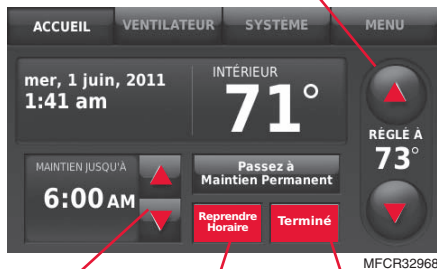 ACCUEIL VENTILATEUR SYSTÈME MENU
mer, 1 juin, 2011
1:41 am
INTÉRIEUR
71°
RÉGLÉ À
73°
MAINTIEN JUSQU'À
6:00 AM
Passez à
Maintien Permanent
Reprendre
Horaire
Terminé
MFCR32968